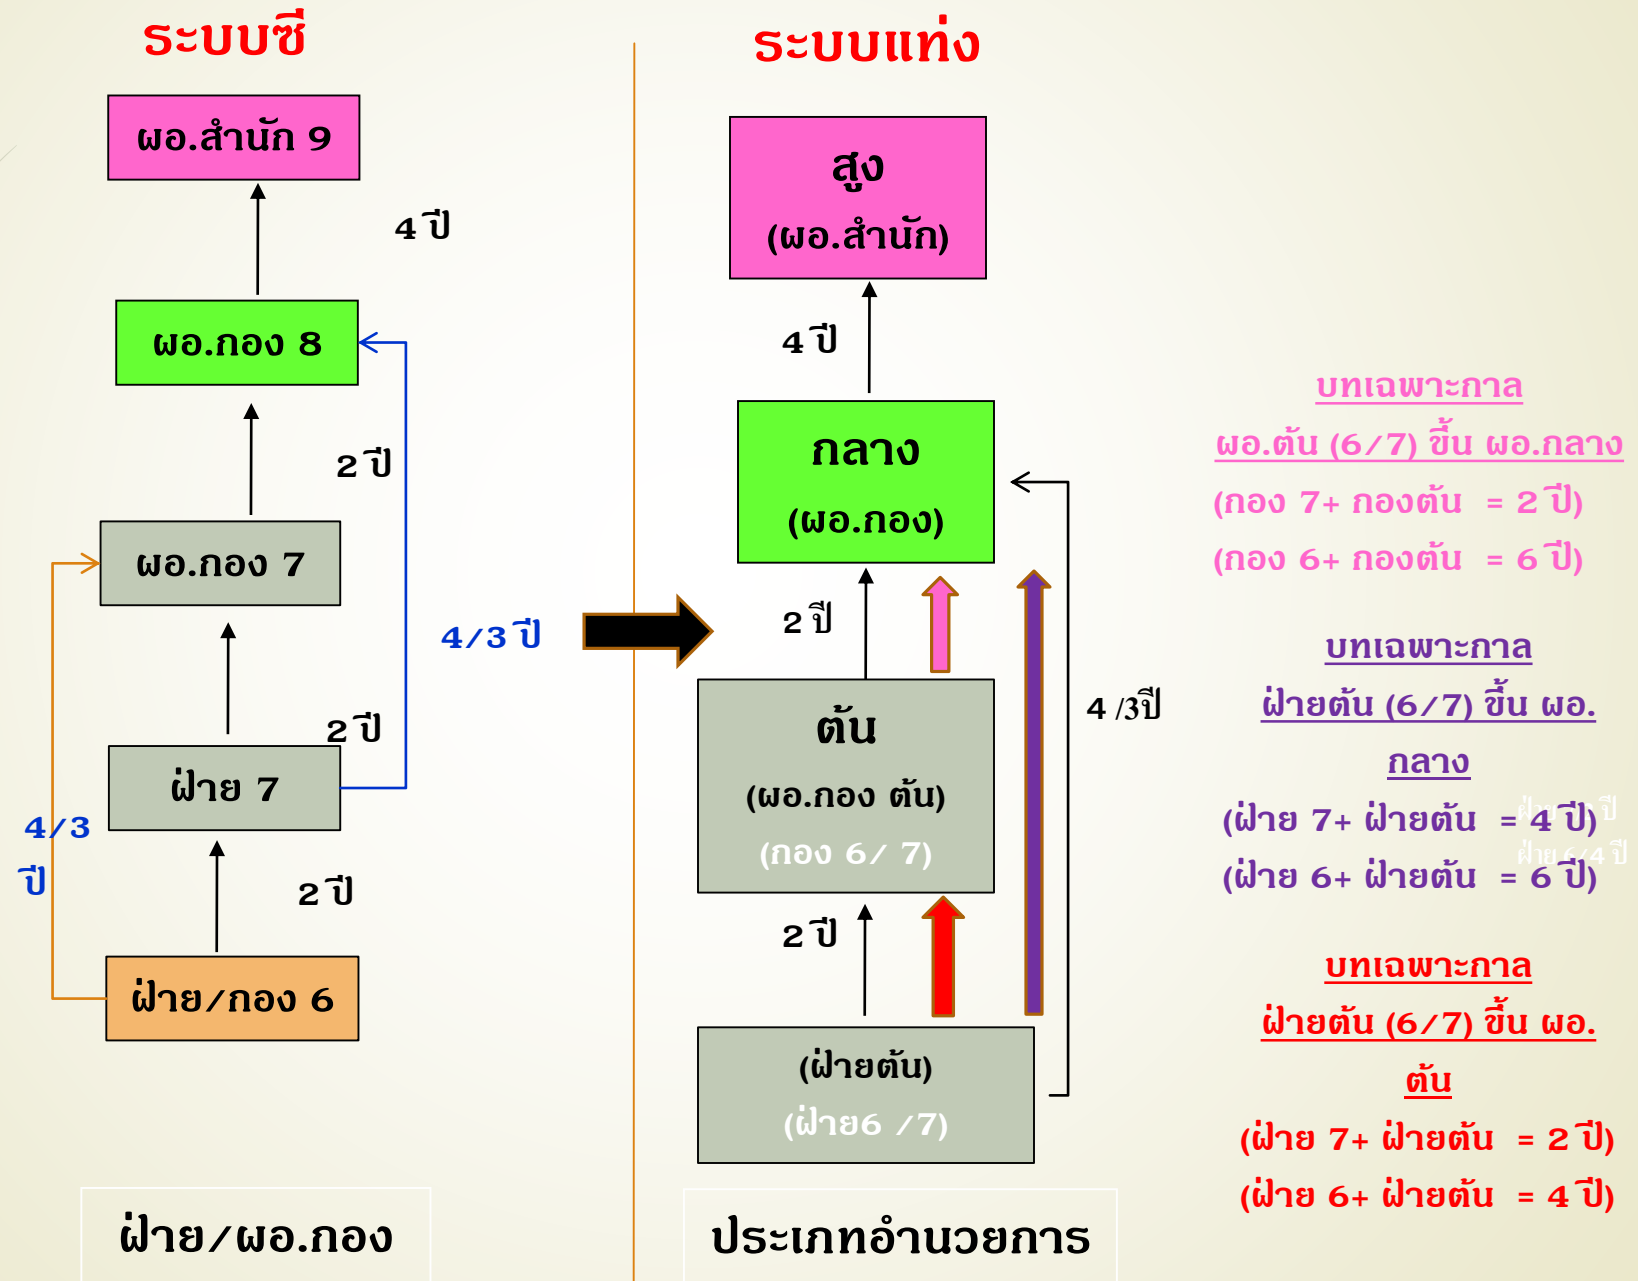 ระบบซี
ผอ.สำนัก 9
4 ปี
ผอ.กอง 8
2 ปี
ผอ.กอง 7
4/3 ปี
2 ปี
ฝ่าย 7
4/3
ปี
2 ปี
ฝ่าย/กอง 6
ฝ่าย/ผอ.กอง
ระบบแท่ง
สูง
(ผอ.สำนัก)
4 ปี
กลาง
(ผอ.กอง)
2 ปี
4 /3ปี
ต้น
(ผอ.กอง ต้น)
(กอง 6/ 7)
2 ปี
(ฝ่ายต้น)
(ฝ่าย6 /7)
ประเภทอำนวยการ
บทเฉพาะกาล
ผอ.ต้น (6/7) ขึ้น ผอ.กลาง
(กอง 7+ กองต้น = 2 ปี)
(กอง 6+ กองต้น = 6 ปี)
บทเฉพาะกาล
ฝ่ายต้น (6/7) ขึ้น ผอ.
กลาง
(ฝ่าย 7+ ฝ่ายต้น = 4 ปี)
(ฝ่าย 6+ ฝ่ายต้น = 6 ปี)
ฝ่าย ปี
ฝ่าย 6/4 ปี
บทเฉพาะกาล
ฝ่ายต้น (6/7) ขึ้น ผอ.
ต้น
(ฝ่าย 7+ ฝ่ายต้น = 2 ปี)
(ฝ่าย 6+ ฝ่ายต้น = 4 ปี)